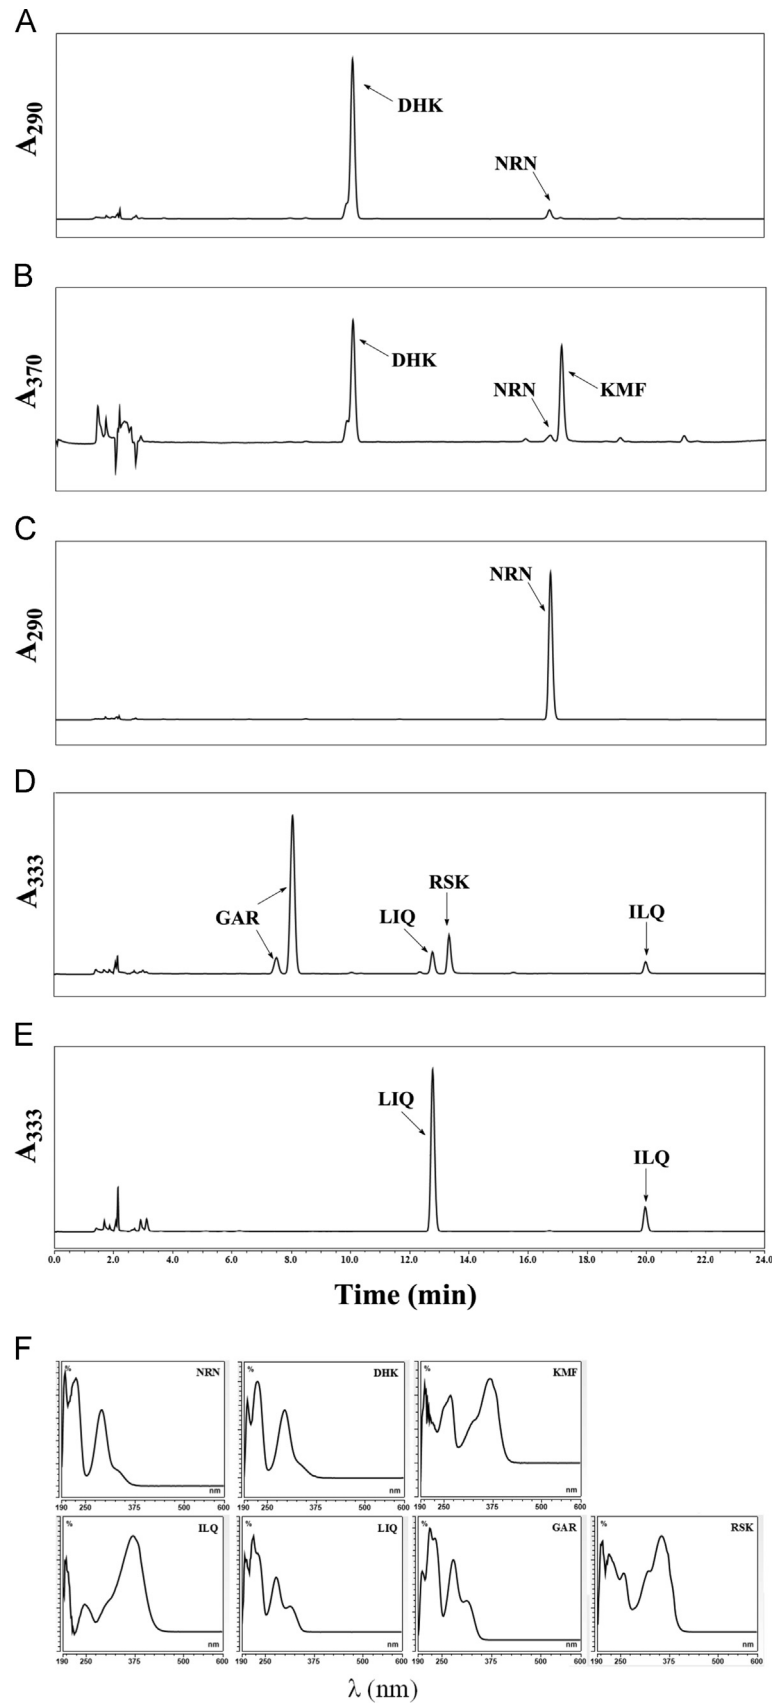 A
A290
DHK
NRN
B
A370
DHK
NRN
KMF
C
A290
NRN
D
A333
GAR
LIQ
RSK
ILQ
E
A333
LIQ
ILQ
0.0 2.0 4.0 6.0 8.0 10.0 12.0 14.0 16.0 18.0 20.0 22.0 24.0
Time (min)
F
% NRN % DHK % KMF
nm nm nm
190 250 375 500 600 190 250 375 500 600 190 250 375 500 600
% ILQ % LIQ % GAR % RSK
nm nm nm nm
190 250 375 500 600 190 250 375 500 600 190 250 375 500 600 190 250 375 500 600
λ (nm)